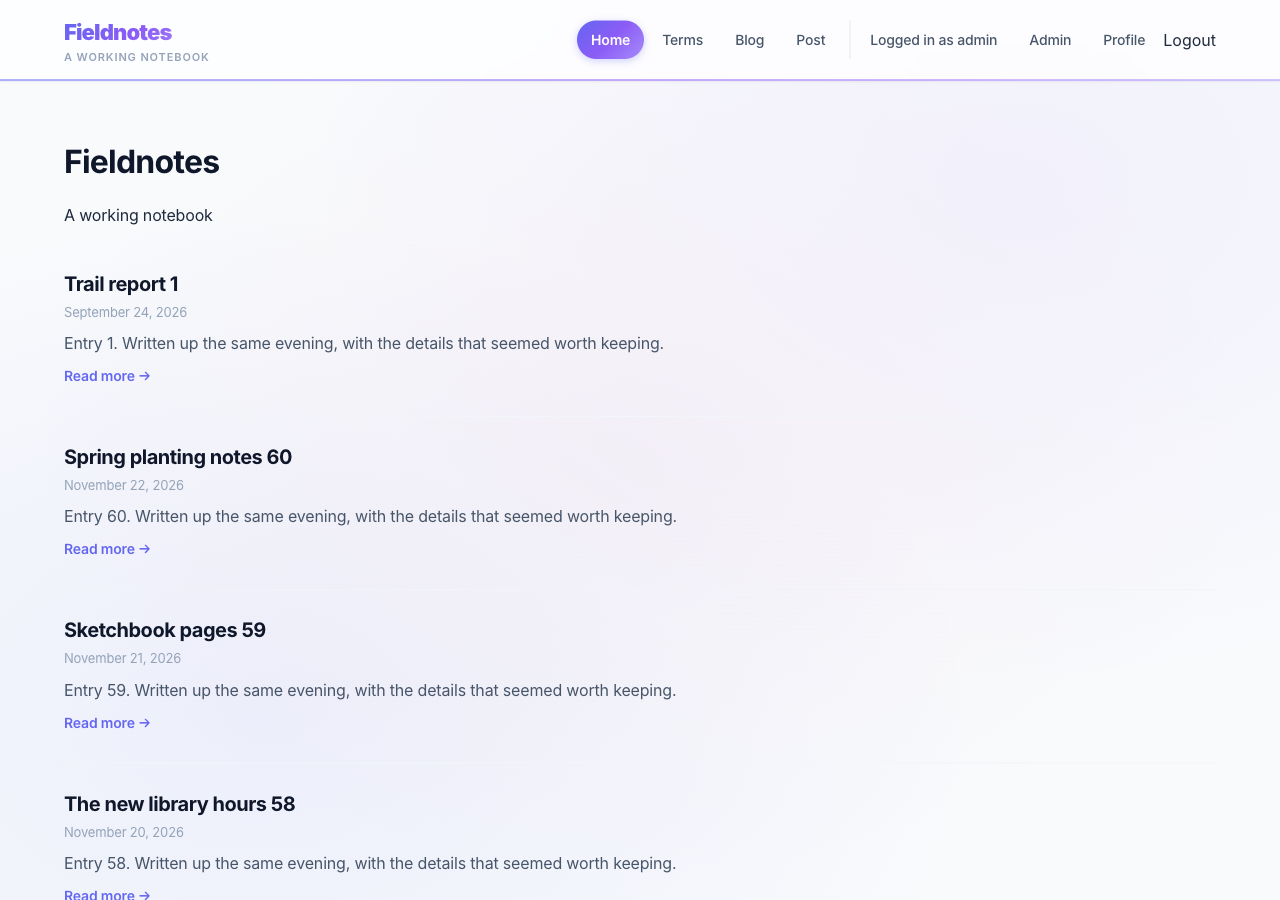 Fieldnotes
A WORKING NOTEBOOK
Home Terms Blog Post Logged in as admin Admin Profile Logout
Fieldnotes
A working notebook
Trail report 1
September 24, 2026
Entry 1. Written up the same evening, with the details that seemed worth keeping.
Read more →
Spring planting notes 60
November 22, 2026
Entry 60. Written up the same evening, with the details that seemed worth keeping.
Read more →
Sketchbook pages 59
November 21, 2026
Entry 59. Written up the same evening, with the details that seemed worth keeping.
Read more →
The new library hours 58
November 20, 2026
Entry 58. Written up the same evening, with the details that seemed worth keeping.
Read more →